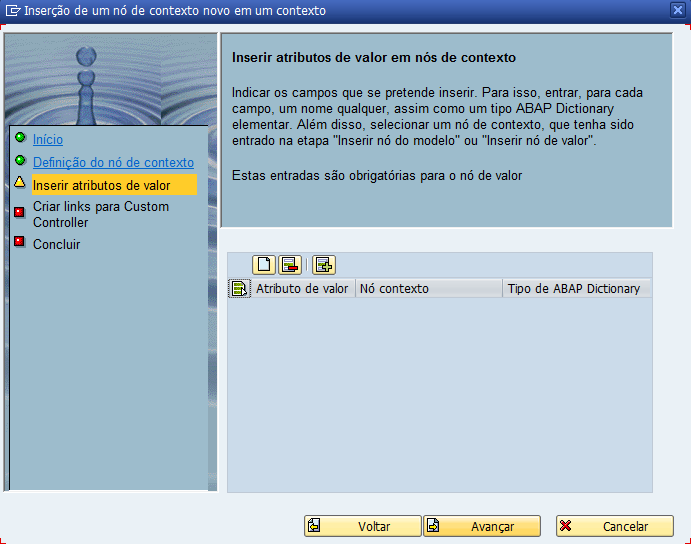 Inserção de um nó de contexto novo em um contexto
Início
Definição do nó de contexto
Inserir atributos de valor
Criar links para Custom
Controller
Concluir
Inserir atributos de valor em nós de contexto
Indicar os campos que se pretende inserir. Para isso, entrar, para cada
campo, um nome qualquer, assim como um tipo ABAP Dictionary
elementar. Além disso, selecionar um nó de contexto, que tenha sido
entrado na etapa "Inserir nó do modelo" ou "Inserir nó de valor".
Estas entradas são obrigatórias para o nó de valor
Atributo de valor Nó contexto Tipo de ABAP Dictionary
Voltar Avançar Cancelar